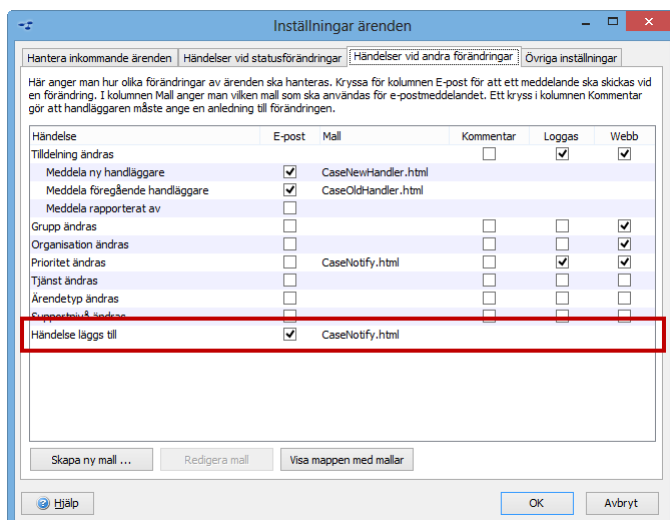 Inställningar ärenden
Hantera inkommande ärenden Händelser vid statusförändringar Händelser vid andra förändringar Övriga inställningar
Här anger man hur olika förändringar av ärenden ska hanteras. Kryssa för kolumnen E-post för att ett meddelande ska skickas vid
en förändring. I kolumnen Mall anger man vilken mall som ska användas för e-postmeddelandet. Ett kryss i kolumnen Kommentar
gör att handläggaren måste ange en anledning till förändringen.
Händelse E-post Mall Kommentar Loggas Webb
Tilldelning ändras
Meddela ny handläggare CaseNewHandler.html
Meddela föregående handläggare CaseOldHandler.html
Meddela rapporterat av
Grupp ändras
Organisation ändras
Prioritet ändras CaseNotify.html
Tjänst ändras
Ärendetyp ändras
Supportnivå ändras
Händelse läggs till CaseNotify.html
Skapa ny mall ... Redigera mall Visa mappen med mallar
Hjälp OK Avbryt